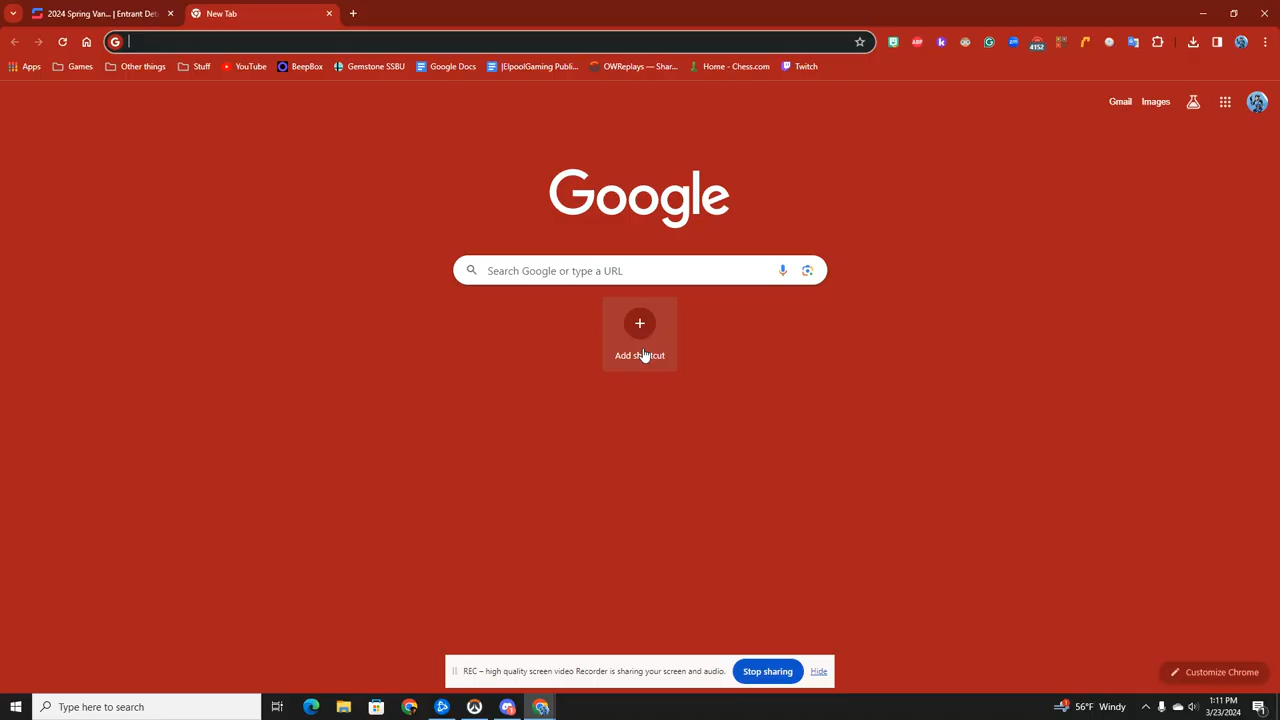 2024 Spring Van... | Entrant Det
New Tab
Apps
Games
Other things
Stuff
YouTube
BeepBox
Gemstone SSBU
Google Docs
|ElpoolGaming Publi...
OWReplays — Shar...
Home - Chess.com
Twitch
4152
Gmail
Images
Google
Search Google or type a URL
Add shortcut
REC – high quality screen video Recorder is sharing your screen and audio.
Stop sharing
Hide
Customize Chrome
Type here to search
56°F Windy
1:11 PM
3/23/2024